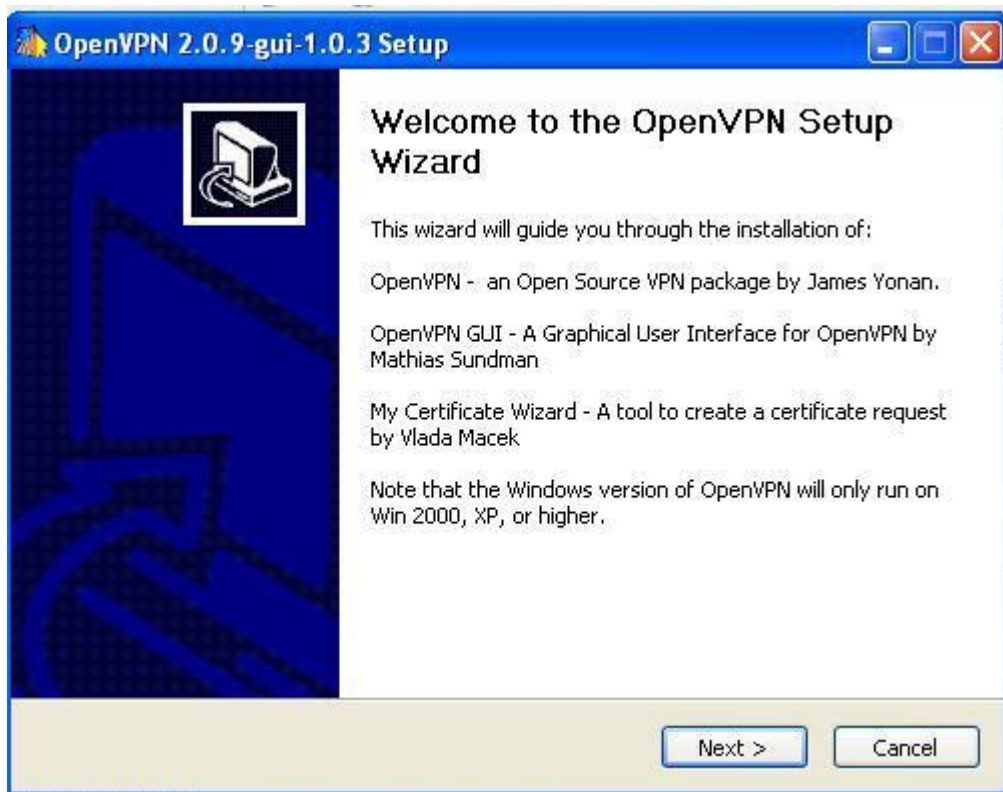 OpenVPN 2.0.9-gui-1.0.3 Setup
Welcome to the OpenVPN Setup
Wizard
This wizard will guide you through the installation of:
OpenVPN -  an Open Source VPN package by James Yonan.
OpenVPN GUI - A Graphical User Interface for OpenVPN by
Mathias Sundman
My Certificate Wizard - A tool to create a certificate request
by Vlada Macek
Note that the Windows version of OpenVPN will only run on
Win 2000, XP, or higher.
Next >
Cancel